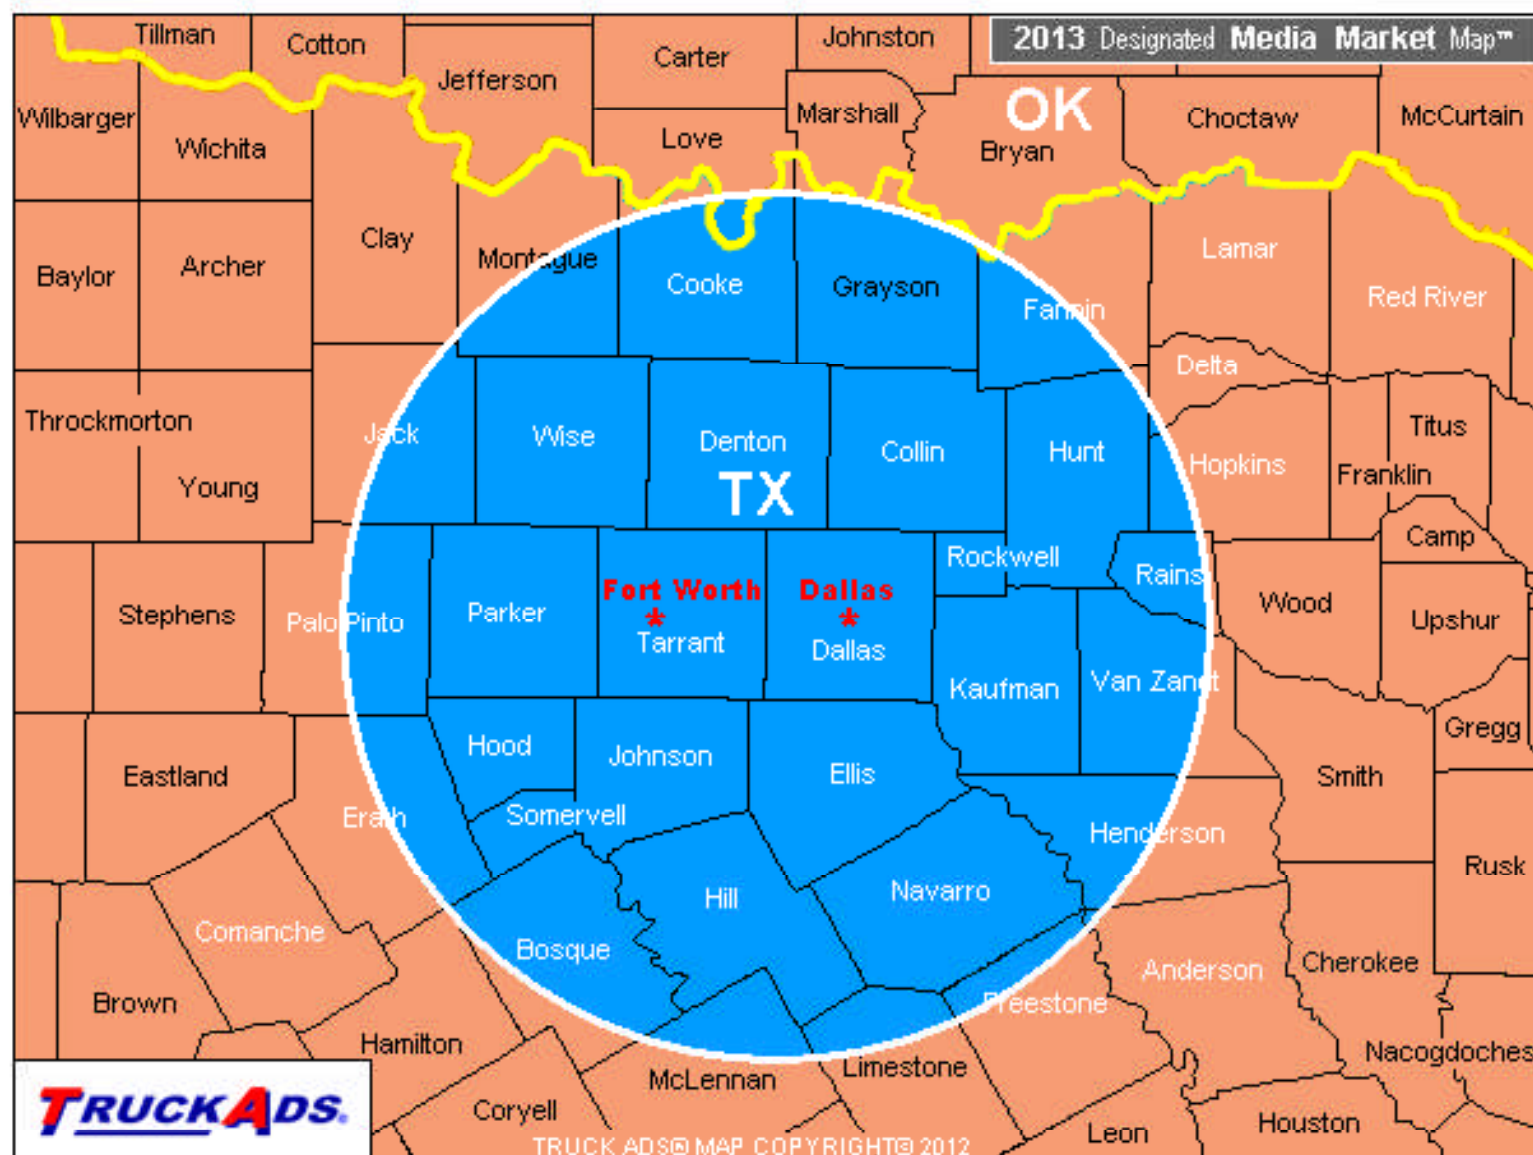 2013 Designated Media Market Map™
Tillman
Cotton
Jefferson
Carter
Johnston
OK
Wilbarger
Wichita
Love
Marshall
Bryan
Choctaw
McCurtain
Baylor
Archer
Clay
Montague
Cooke
Grayson
Fannin
Lamar
Red River
Delta
Throckmorton
Young
Jack
Wise
Denton
TX
Collin
Hunt
Hopkins
Franklin
Titus
Camp
Stephens
Palo Pinto
Parker
Fort Worth
*
Tarrant
Dallas
*
Dallas
Rockwell
Rains
Wood
Upshur
Kaufman
Van Zandt
Gregg
Eastland
Erath
Hood
Johnson
Somervell
Ellis
Henderson
Smith
Rusk
Comanche
Bosque
Hill
Navarro
Freestone
Anderson
Cherokee
Brown
Hamilton
McLennan
Limestone
Nacogdoches
Coryell
Leon
Houston
TRUCKADS.
TRUCK ADS® MAP COPYRIGHT© 2012